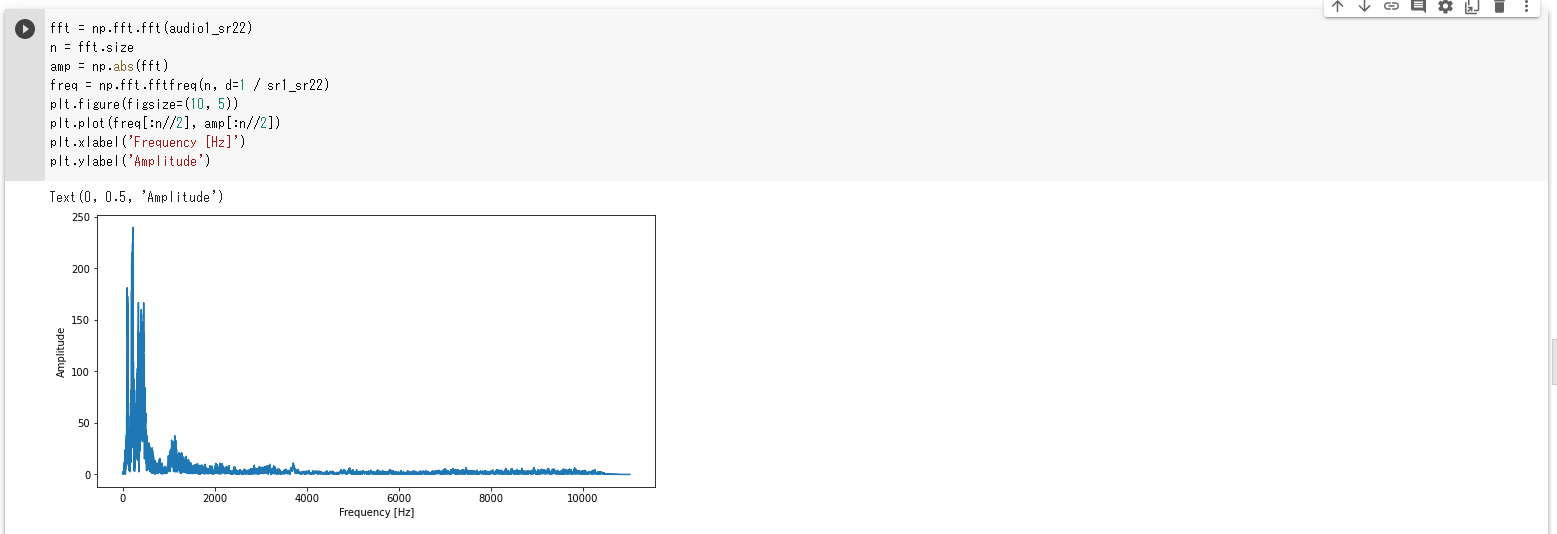 fft = np.fft.fft(audio1_sr22)
n = fft.size
amp = np.abs(fft)
freq = np.fft.fftfreq(n, d=1 / sr1_sr22)
plt.figure(figsize=(10, 5))
plt.plot(freq[:n//2], amp[:n//2])
plt.xlabel('Frequency [Hz]')
plt.ylabel('Amplitude')
Text(0, 0.5, 'Amplitude')
250
200
150
100
50
0
Amplitude
0 2000 4000 6000 8000 10000
Frequency [Hz]